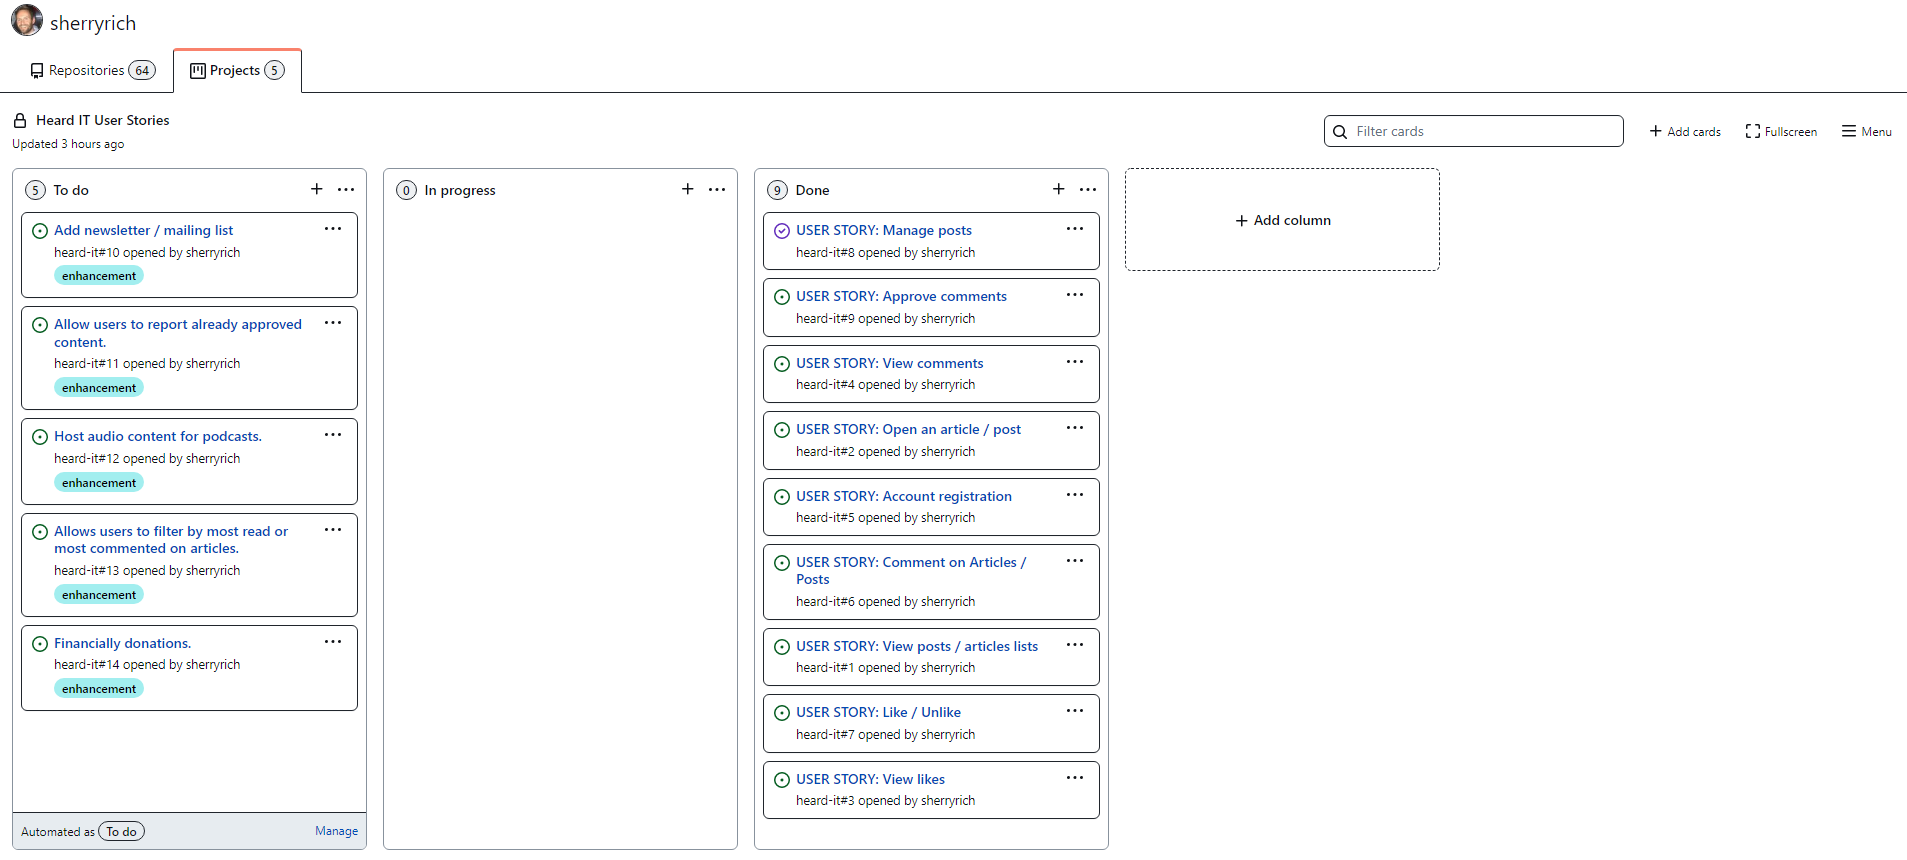 sherryrich
Repositories 64
Projects 5
Heard IT User Stories
Updated 3 hours ago
Filter cards
Add cards
Fullscreen
Menu
5 To do
Add newsletter / mailing list
heard-it#10 opened by sherryrich
enhancement
Allow users to report already approved
content.
heard-it#11 opened by sherryrich
enhancement
Host audio content for podcasts.
heard-it#12 opened by sherryrich
enhancement
Allows users to filter by most read or
most commented on articles.
heard-it#13 opened by sherryrich
enhancement
Financially donations.
heard-it#14 opened by sherryrich
enhancement
Automated as To do
Manage
0 In progress
9 Done
USER STORY: Manage posts
heard-it#8 opened by sherryrich
USER STORY: Approve comments
heard-it#9 opened by sherryrich
USER STORY: View comments
heard-it#4 opened by sherryrich
USER STORY: Open an article / post
heard-it#2 opened by sherryrich
USER STORY: Account registration
heard-it#5 opened by sherryrich
USER STORY: Comment on Articles /
Posts
heard-it#6 opened by sherryrich
USER STORY: View posts / articles lists
heard-it#1 opened by sherryrich
USER STORY: Like / Unlike
heard-it#7 opened by sherryrich
USER STORY: View likes
heard-it#3 opened by sherryrich
Add column